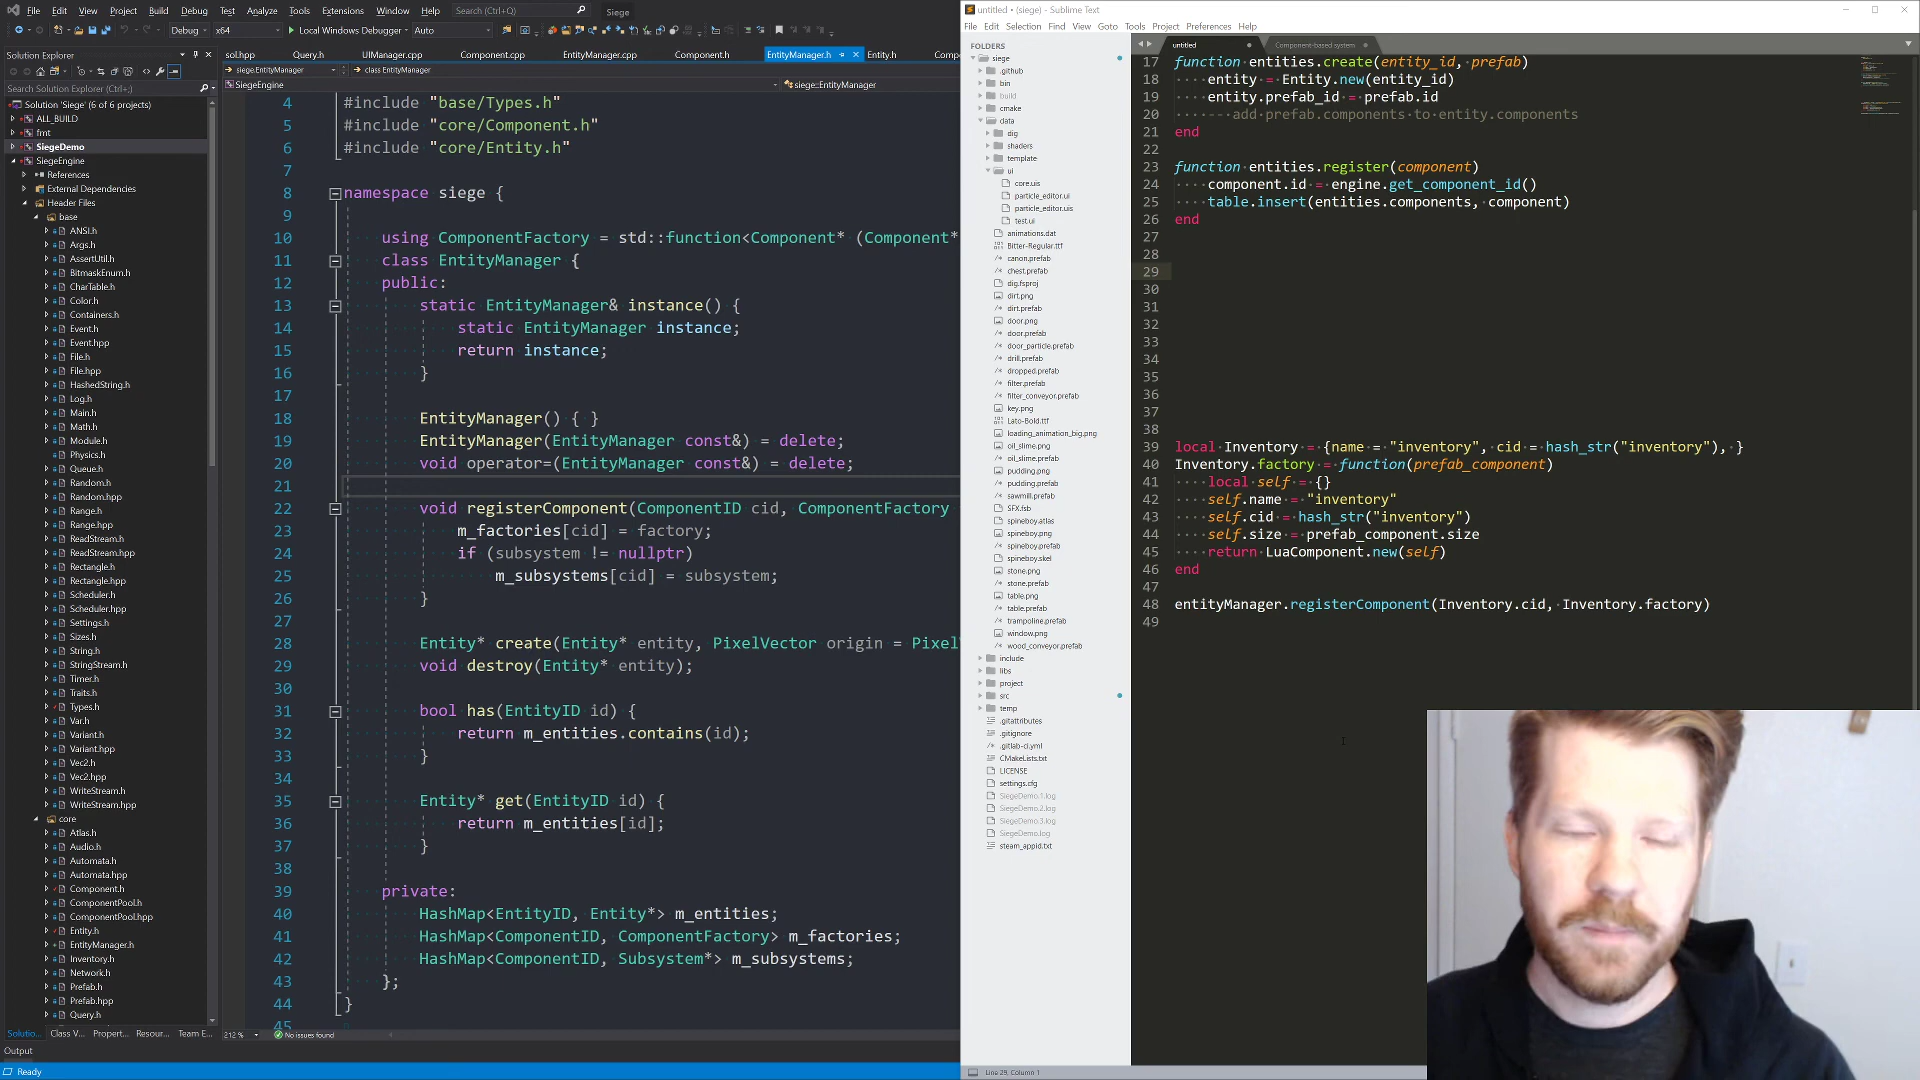 File Edit View Project Build Debug Test Analyze Tools Extensions Window Help Search (Ctrl+Q) Siege
Debug x64 Local Windows Debugger Auto
Solution Explorer
Search Solution Explorer (Ctrl+;)
Solution 'Siege' (6 of 6 projects)
ALL_BUILD
fmt
SiegeDemo
SiegeEngine
References
External Dependencies
Header Files
base
ANSI.h
Args.h
AssertUtil.h
BitmaskEnum.h
CharTable.h
Color.h
Containers.h
Event.h
Event.hpp
File.h
File.hpp
HashedString.h
Log.h
Main.h
Math.h
Module.h
Physics.h
Queue.h
Random.h
Random.hpp
Range.h
Range.hpp
ReadStream.h
ReadStream.hpp
Rectangle.h
Rectangle.hpp
Scheduler.h
Scheduler.hpp
Settings.h
Sizes.h
String.h
StringStream.h
Timer.h
Traits.h
Types.h
Var.h
Variant.h
Variant.hpp
Vec2.h
Vec2.hpp
WriteStream.h
WriteStream.hpp
core
Atlas.h
Audio.h
Automata.h
Automata.hpp
Component.h
ComponentPool.h
ComponentPool.hpp
Entity.h
EntityManager.h
Inventory.h
Network.h
Prefab.h
Prefab.hpp
Query.h
Solutio... Class V... Propert... Resour... Team E...
Output
Ready
sol.hpp Query.h UIManager.cpp Component.cpp EntityManager.cpp Component.h EntityManager.h Entity.h Compo
siege.EntityManager class EntityManager
SiegeEngine siege::EntityManager
4 #include "base/Types.h"
5 #include "core/Component.h"
6 #include "core/Entity.h"
7
8 namespace siege {
9
10 using ComponentFactory = std::function<Component* (Component*
11 class EntityManager {
12 public:
13 static EntityManager& instance() {
14 static EntityManager instance;
15 return instance;
16 }
17
18 EntityManager() { }
19 EntityManager(EntityManager const&) = delete;
20 void operator=(EntityManager const&) = delete;
21
22 void registerComponent(ComponentID cid, ComponentFactory
23 m_factories[cid] = factory;
24 if (subsystem != nullptr)
25 m_subsystems[cid] = subsystem;
26 }
27
28 Entity* create(Entity* entity, PixelVector origin = Pixel
29 void destroy(Entity* entity);
30
31 bool has(EntityID id) {
32 return m_entities.contains(id);
33 }
34
35 Entity* get(EntityID id) {
36 return m_entities[id];
37 }
38
39 private:
40 HashMap<EntityID, Entity*> m_entities;
41 HashMap<ComponentID, ComponentFactory> m_factories;
42 HashMap<ComponentID, Subsystem*> m_subsystems;
43 };
44 }
45
212 % No issues found
untitled • (siege) - Sublime Text
File Edit Selection Find View Goto Tools Project Preferences Help
FOLDERS
siege
.github
bin
build
cmake
data
dig
shaders
template
ui
core.uis
particle_editor.ui
particle_editor.uis
test.ui
animations.dat
Bitter-Regular.ttf
canon.prefab
chest.prefab
dig.fsproj
dirt.png
dirt.prefab
door.png
door.prefab
door_particle.prefab
drill.prefab
dropped.prefab
filter.prefab
filter_conveyor.prefab
key.png
Lato-Bold.ttf
loading_animation_big.png
oil_slime.png
oil_slime.prefab
pudding.png
pudding.prefab
sawmill.prefab
SFX.fsb
spineboy.atlas
spineboy.png
spineboy.prefab
spineboy.skel
stone.png
stone.prefab
table.png
table.prefab
trampoline.prefab
window.png
wood_conveyor.prefab
include
libs
project
src
temp
.gitattributes
.gitignore
.gitlab-ci.yml
CMakeLists.txt
LICENSE
settings.cfg
SiegeDemo.1.log
SiegeDemo.2.log
SiegeDemo.3.log
SiegeDemo.log
steam_appid.txt
untitled Component-based system
17 function entities.create(entity_id, prefab)
18 entity = Entity.new(entity_id)
19 entity.prefab_id = prefab.id
20 -- add prefab.components to entity.components
21 end
22
23 function entities.register(component)
24 component.id = engine.get_component_id()
25 table.insert(entities.components, component)
26 end
27
28
29
30
31
32
33
34
35
36
37
38
39 local Inventory = {name = "inventory", cid = hash_str("inventory"), }
40 Inventory.factory = function(prefab_component)
41 local self = {}
42 self.name = "inventory"
43 self.cid = hash_str("inventory")
44 self.size = prefab_component.size
45 return LuaComponent.new(self)
46 end
47
48 entityManager.registerComponent(Inventory.cid, Inventory.factory)
49
Line 29, Column 1